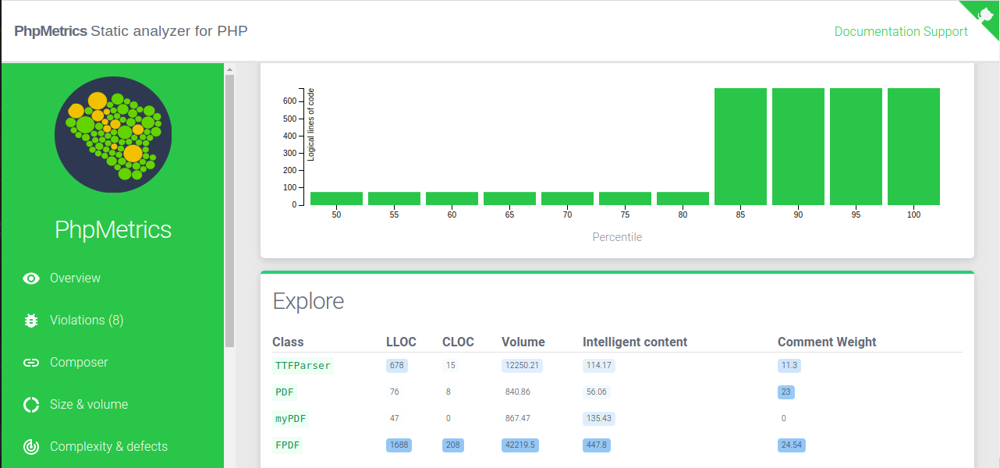 PhpMetrics Static analyzer for PHP
Documentation Support
PhpMetrics
Overview
Violations (8)
Composer
Size & volume
Complexity & defects
Logical lines of code
600
500
400
300
200
100
0
50 55 60 65 70 75 80 85 90 95 100
Percentile
Explore
Class LLOC CLOC Volume Intelligent content Comment Weight
TTFParser 678 15 12250.21 114.17 11.3
PDF 76 8 840.86 56.06 23
myPDF 47 0 867.47 135.43 0
FPDF 1688 208 42219.5 447.8 24.54